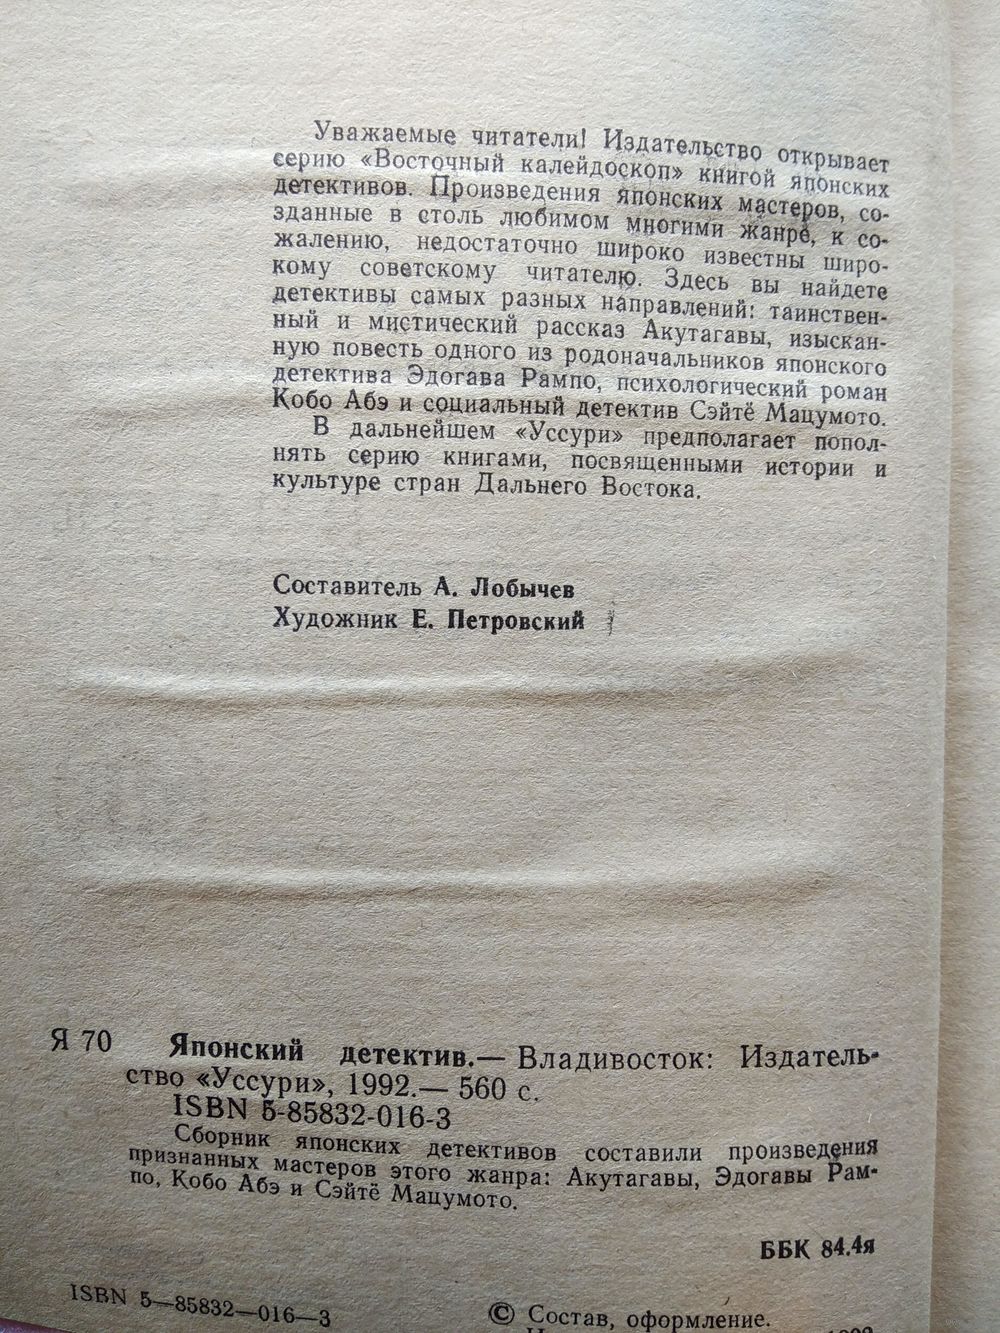 Уважаемые читатели! Издательство открывает
серию «Восточный калейдоскоп» книгой японских
детективов. Произведения японских мастеров, со-
зданные в столь любимом многими жанре, к со-
жалению, недостаточно широко известны широ-
кому советскому читателю. Здесь вы найдете
детективы самых разных направлений: таинствен-
ный и мистический рассказ Акутагавы, изыскан-
ную повесть одного из родоначальников японского
детектива Эдогава Рампо, психологический роман
Кобо Абэ и социальный детектив Сэйтё Мацумото.
В дальнейшем «Уссури» предполагает попол-
нять серию книгами, посвященными истории и
культуре стран Дальнего Востока.
Составитель А. Лобычев
Художник Е. Петровский
Я 70 Японский детектив.— Владивосток: Издатель-
ство «Уссури», 1992.— 560 с.
ISBN 5-85832-016-3
Сборник японских детективов составили произведения
признанных мастеров этого жанра: Акутагавы, Эдогавы Рам-
по, Кобо Абэ и Сэйтё Мацумото.
ББК 84.4я
ISBN 5—85832—016—3
© Состав, оформление.